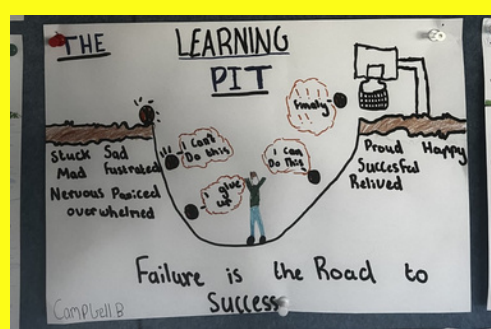 THE LEARNING
PIT
Finaly
I Cant
Do this
I can
Do This
I give
up
Stuck Sad
Mad Fustrated
Nervous Paniced
overwhelmed
Proud Happy
Succesful
Relived
Failure is the Road to
Success
Campbell B